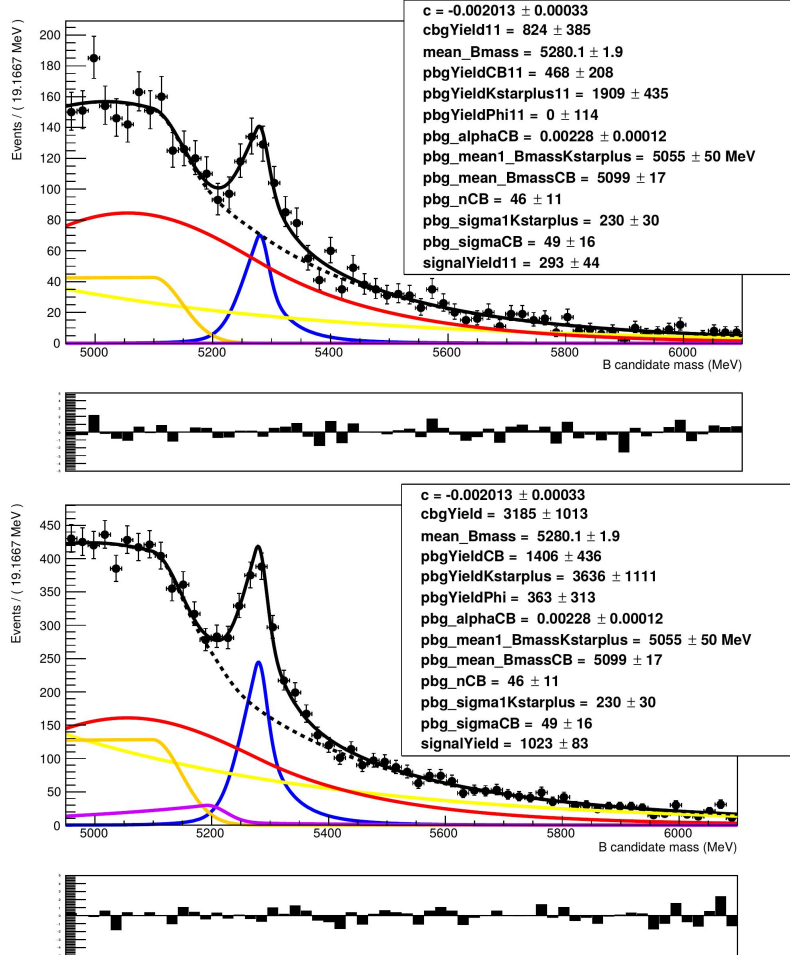 c = -0.002013 ± 0.00033
cbgYield11 = 824 ± 385
mean_Bmass = 5280.1 ± 1.9
pbgYieldCB11 = 468 ± 208
pbgYieldKstarplus11 = 1909 ± 435
pbgYieldPhi11 = 0 ± 114
pbg_alphaCB = 0.00228 ± 0.00012
pbg_mean1_BmassKstarplus = 5055 ± 50 MeV
pbg_mean_BmassCB = 5099 ± 17
pbg_nCB = 46 ± 11
pbg_sigma1Kstarplus = 230 ± 30
pbg_sigmaCB = 49 ± 16
signalYield11 = 293 ± 44
Events / ( 19.1667 MeV )
200
180
160
140
120
100
80
60
40
20
0
5000 5200 5400 5600 5800 6000
B candidate mass (MeV)
c = -0.002013 ± 0.00033
cbgYield = 3185 ± 1013
mean_Bmass = 5280.1 ± 1.9
pbgYieldCB = 1406 ± 436
pbgYieldKstarplus = 3636 ± 1111
pbgYieldPhi = 363 ± 313
pbg_alphaCB = 0.00228 ± 0.00012
pbg_mean1_BmassKstarplus = 5055 ± 50 MeV
pbg_mean_BmassCB = 5099 ± 17
pbg_nCB = 46 ± 11
pbg_sigma1Kstarplus = 230 ± 30
pbg_sigmaCB = 49 ± 16
signalYield = 1023 ± 83
Events / ( 19.1667 MeV )
450
400
350
300
250
200
150
100
50
0
5000 5200 5400 5600 5800 6000
B candidate mass (MeV)